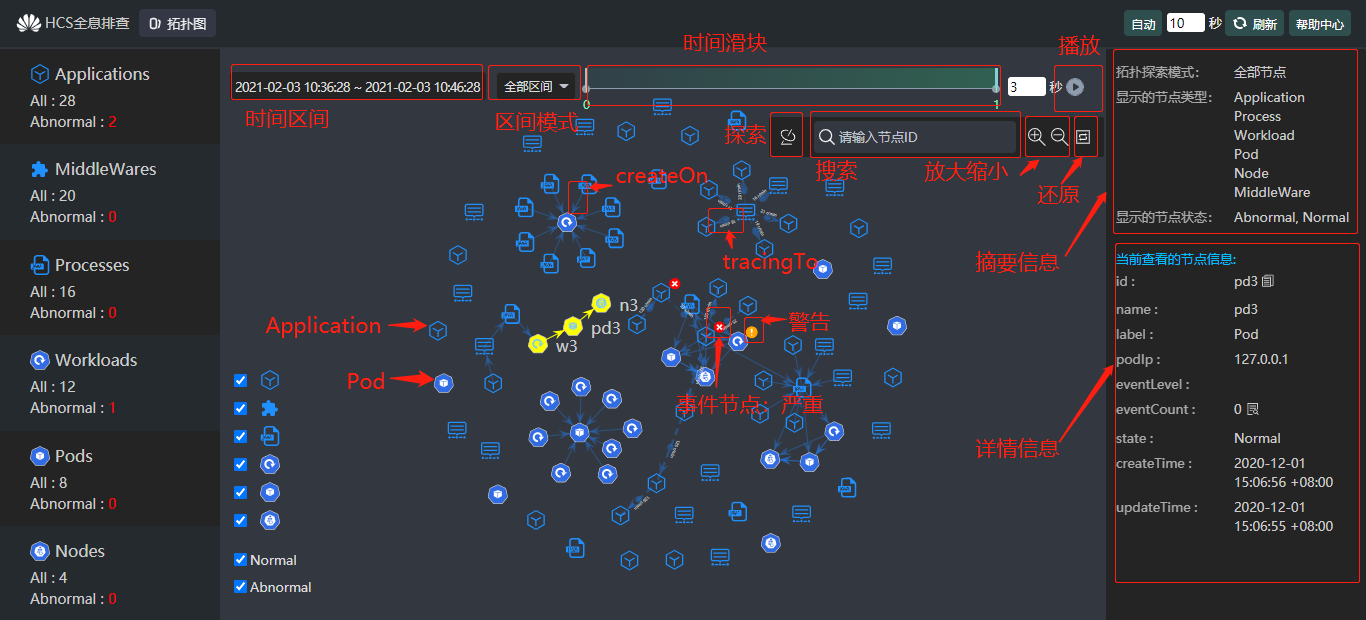 HCS全息排查
拓扑图
自动
10
秒
刷新
帮助中心
Applications
All : 28
Abnormal : 2
MiddleWares
All : 20
Abnormal : 0
Processes
All : 16
Abnormal : 0
Workloads
All : 12
Abnormal : 1
Pods
All : 8
Abnormal : 0
Nodes
All : 4
Abnormal : 0
时间滑块
播放
2021-02-03 10:36:28 ~ 2021-02-03 10:46:28
全部区间
0
1
3
秒
时间区间
区间模式
探索
请输入节点ID
搜索
放大缩小
还原
createOn
tracingTo
摘要信息
Application
n3
pd3
w3
警告
Pod
事件节点：严重
详情信息
Normal
Abnormal
拓扑探索模式:
全部节点
显示的节点类型:
Application
Process
Workload
Pod
Node
MiddleWare
显示的节点状态:
Abnormal, Normal
当前查看的节点信息:
id :
pd3
name :
pd3
label :
Pod
podIp :
127.0.0.1
eventLevel :
eventCount :
0
state :
Normal
createTime :
2020-12-01
15:06:56 +08:00
updateTime :
2020-12-01
15:06:55 +08:00